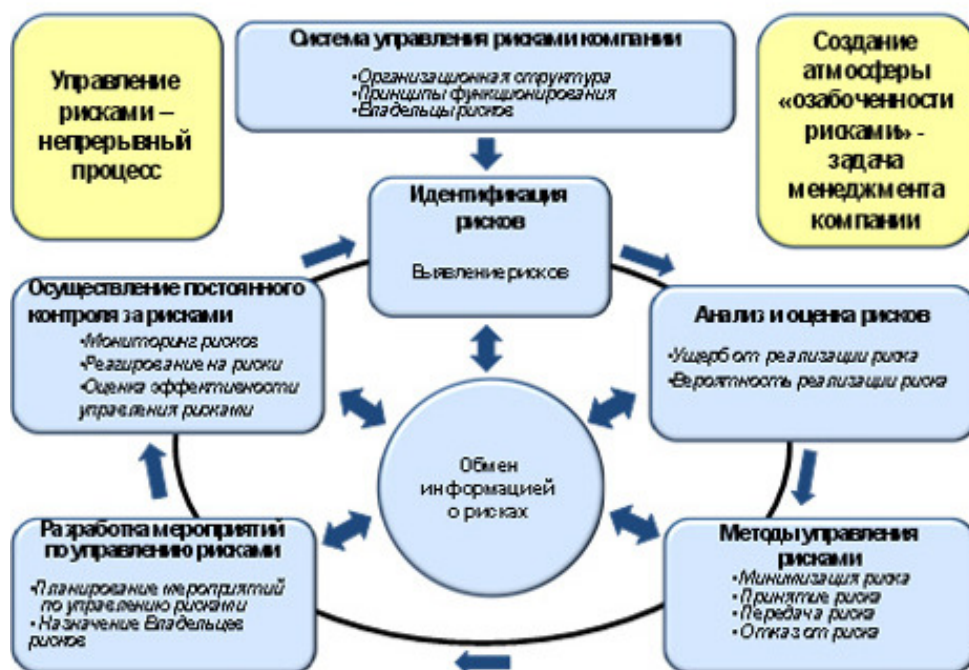 Управление
рисками –
непрерывный
процесс
Система управления рисками компании
•Организационная структура
•Принципы функционирования
•Владельцы рисков
Создание
атмосферы
«озабоченности
рисками» -
задача
менеджмента
компании
Идентификация
рисков
Выявление рисков
Анализ и оценка рисков
•Ущерб от реализации риска
•Вероятность реализации риска
Методы управления
рисками
•Минимизация риска
•Принятие риска
•Передача риска
•Отказ от риска
Разработка мероприятий
по управлению рисками
•Планирование мероприятий
по управлению рисками
•Назначение Владельцев
рисков
Осуществление постоянного
контроля за рисками
•Мониторинг рисков
•Реагирование на риски
•Оценка эффективности
управления рисками
Обмен
информацией
о рисках